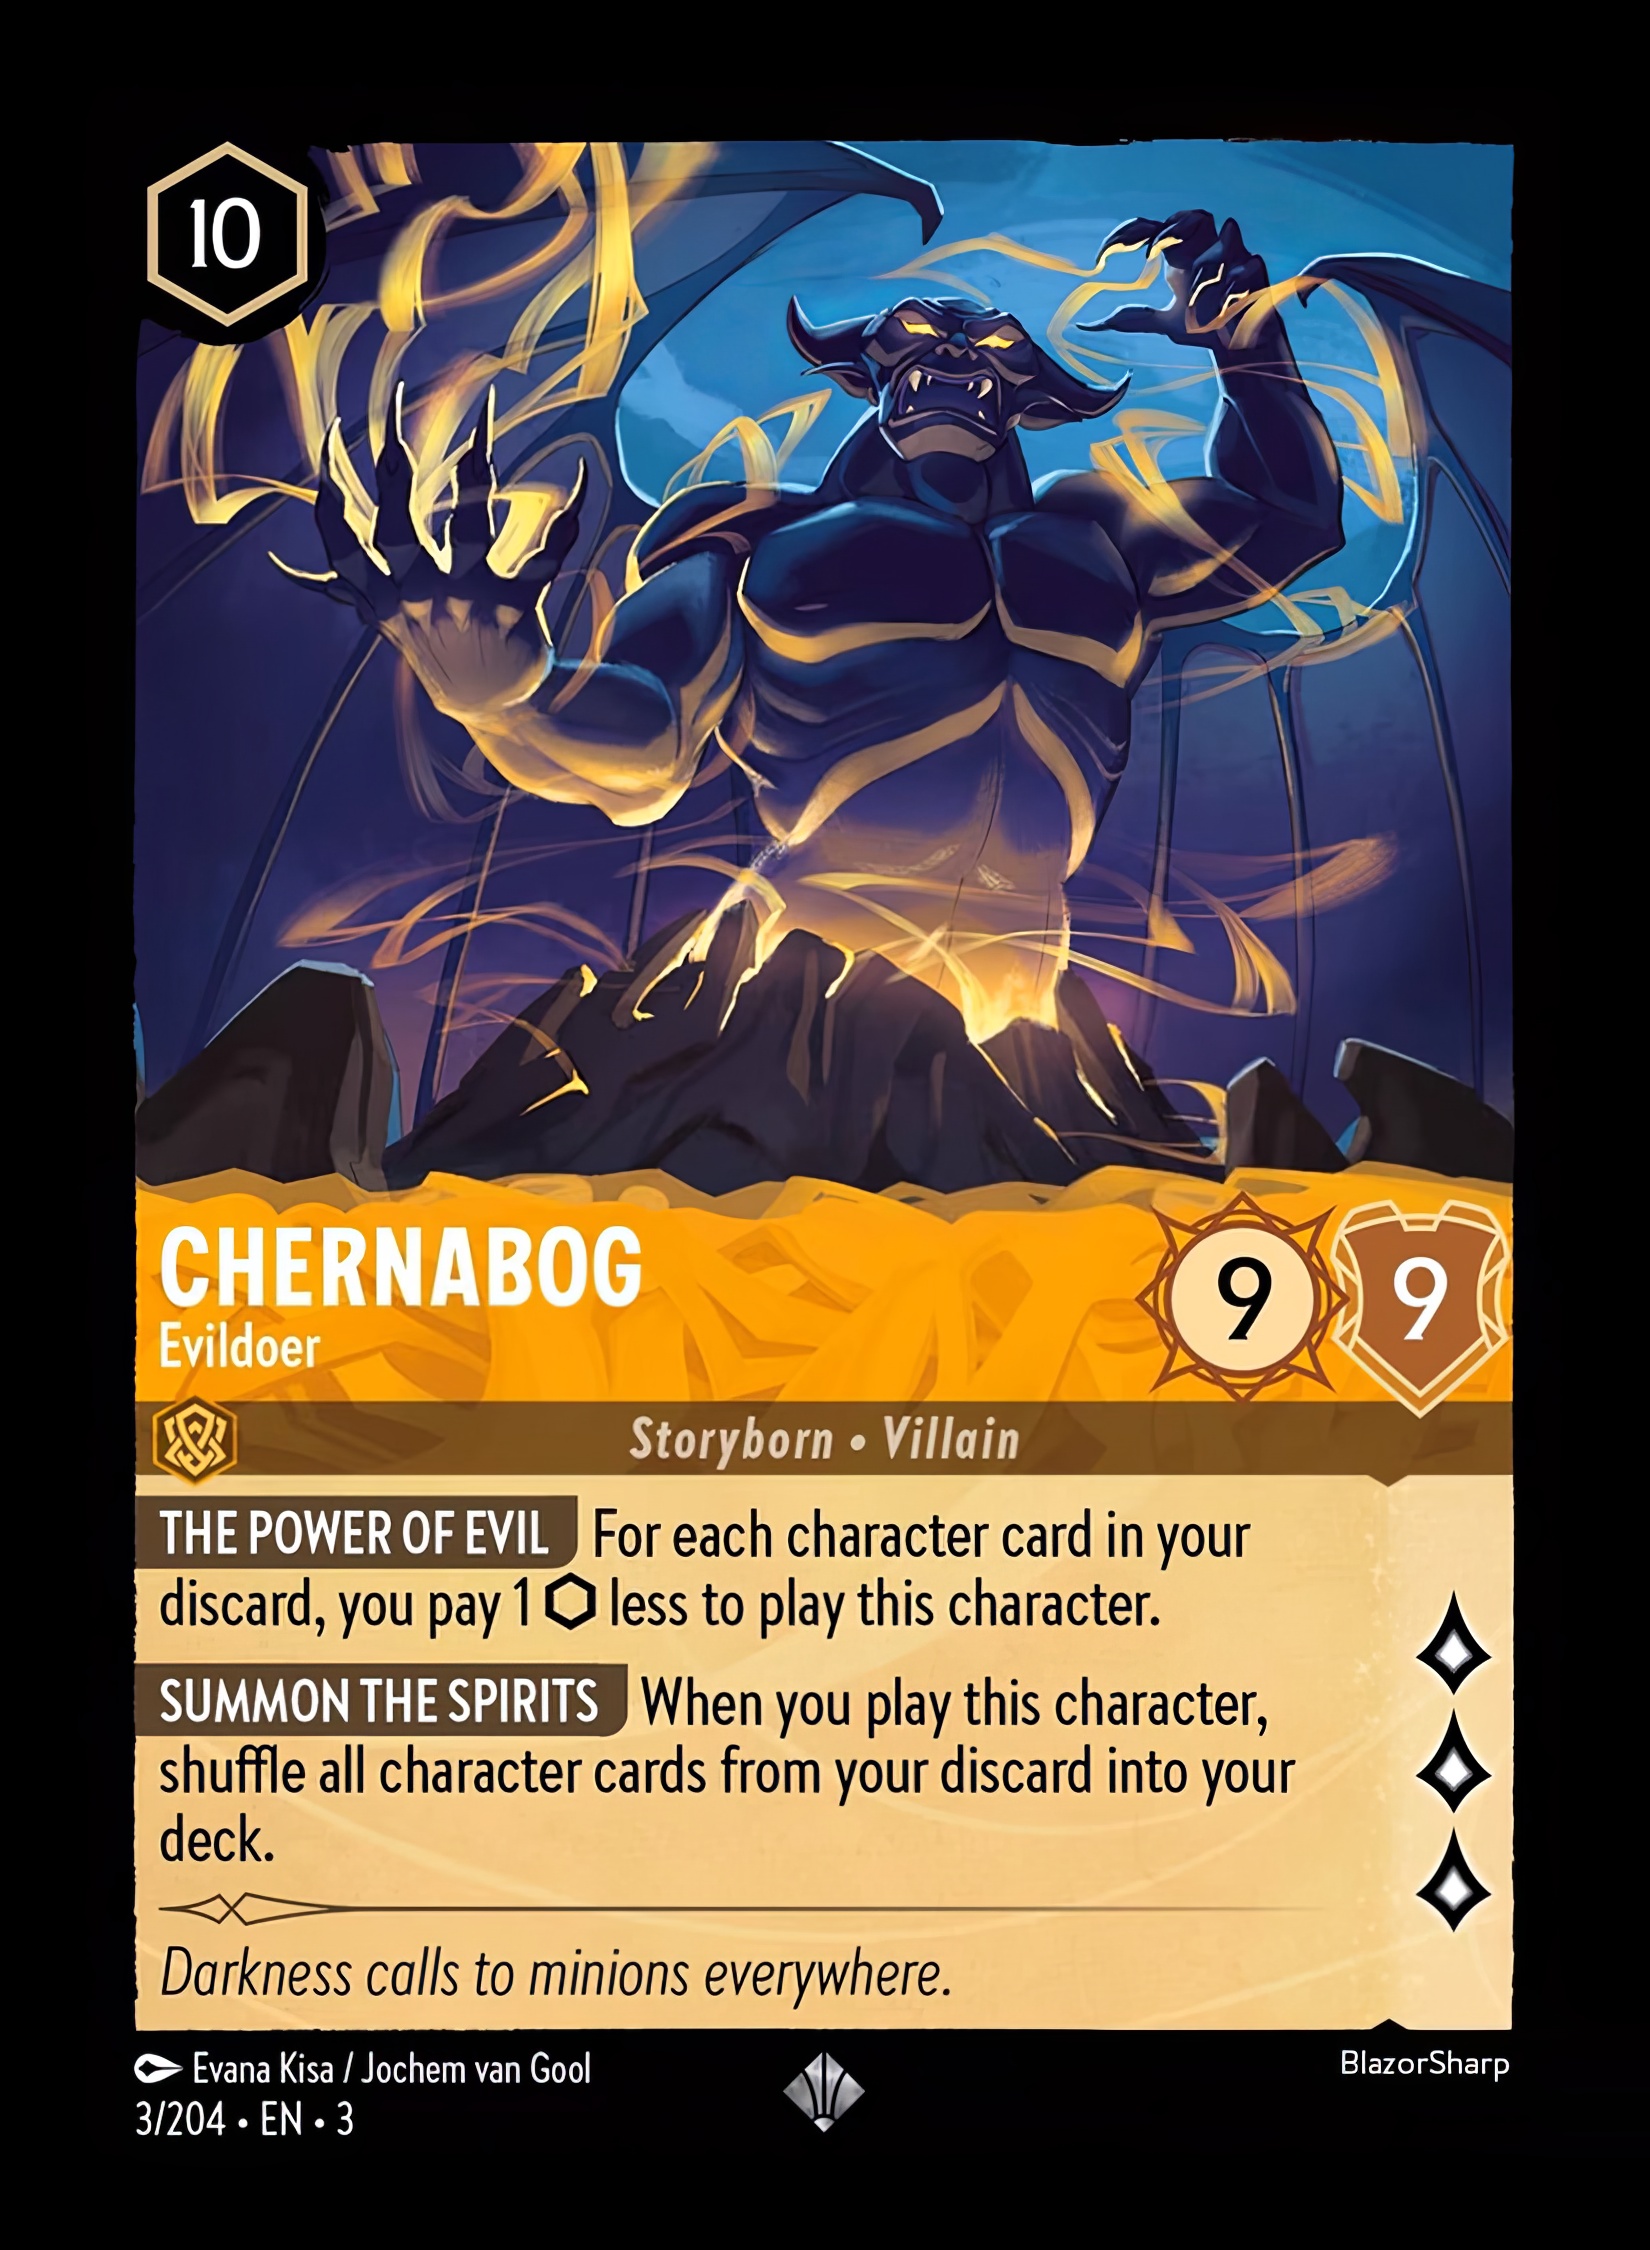 10
CHERNABOG
Evildoer
9 9
Storyborn • Villain
THE POWER OF EVIL For each character card in your
discard, you pay 1 ⬡ less to play this character.
SUMMON THE SPIRITS When you play this character,
shuffle all character cards from your discard into your
deck.
Darkness calls to minions everywhere.
Evana Kisa / Jochem van Gool
BlazorSharp
3/204 • EN • 3